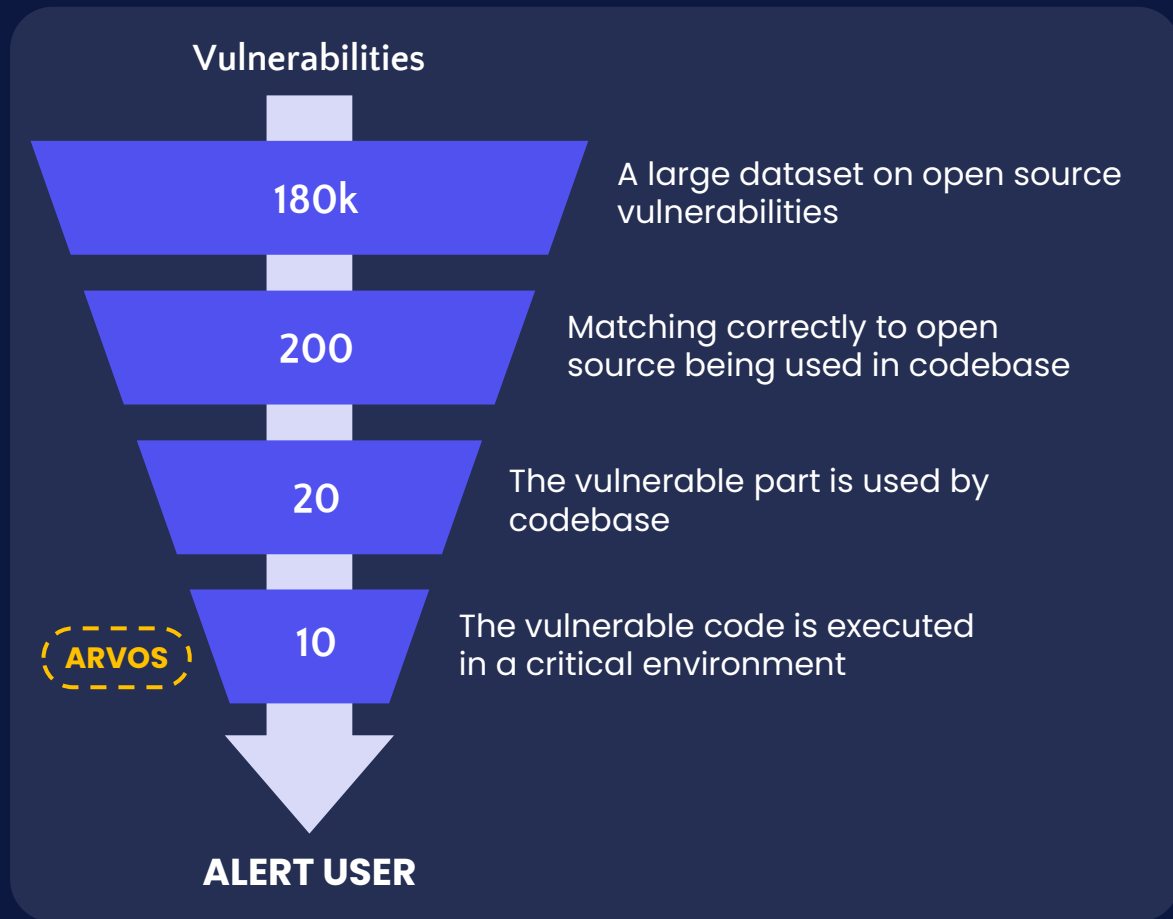 Vulnerabilities
180k
A large dataset on open source
vulnerabilities
200
Matching correctly to open
source being used in codebase
20
The vulnerable part is used by
codebase
10
The vulnerable code is executed
in a critical environment
ARVOS
ALERT USER